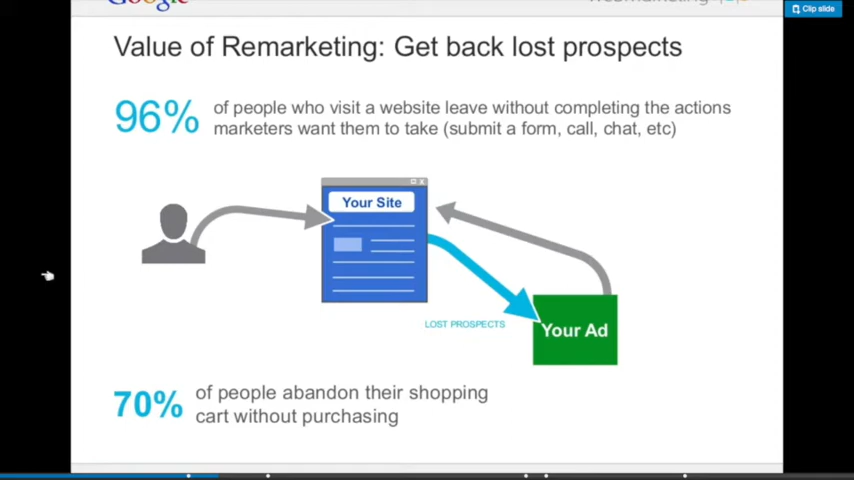 Google
Clip slide
Value of Remarketing: Get back lost prospects
96% of people who visit a website leave without completing the actions
marketers want them to take (submit a form, call, chat, etc)
Your Site
LOST PROSPECTS
Your Ad
70% of people abandon their shopping
cart without purchasing